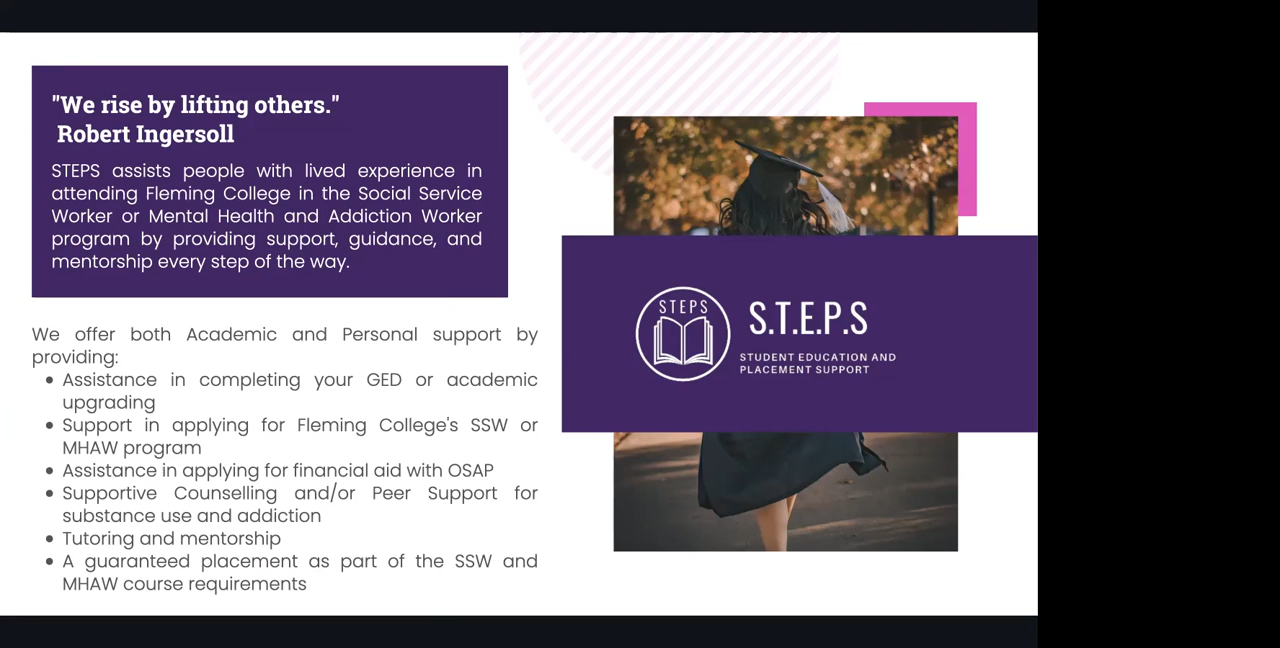 "We rise by lifting others."
Robert Ingersoll
STEPS assists people with lived experience in
attending Fleming College in the Social Service
Worker or Mental Health and Addiction Worker
program by providing support, guidance, and
mentorship every step of the way.
We offer both Academic and Personal support by
providing:
• Assistance in completing your GED or academic
upgrading
• Support in applying for Fleming College's SSW or
MHAW program
• Assistance in applying for financial aid with OSAP
• Supportive Counselling and/or Peer Support for
substance use and addiction
• Tutoring and mentorship
• A guaranteed placement as part of the SSW and
MHAW course requirements
STEPS
S.T.E.P.S
STUDENT EDUCATION AND
PLACEMENT SUPPORT